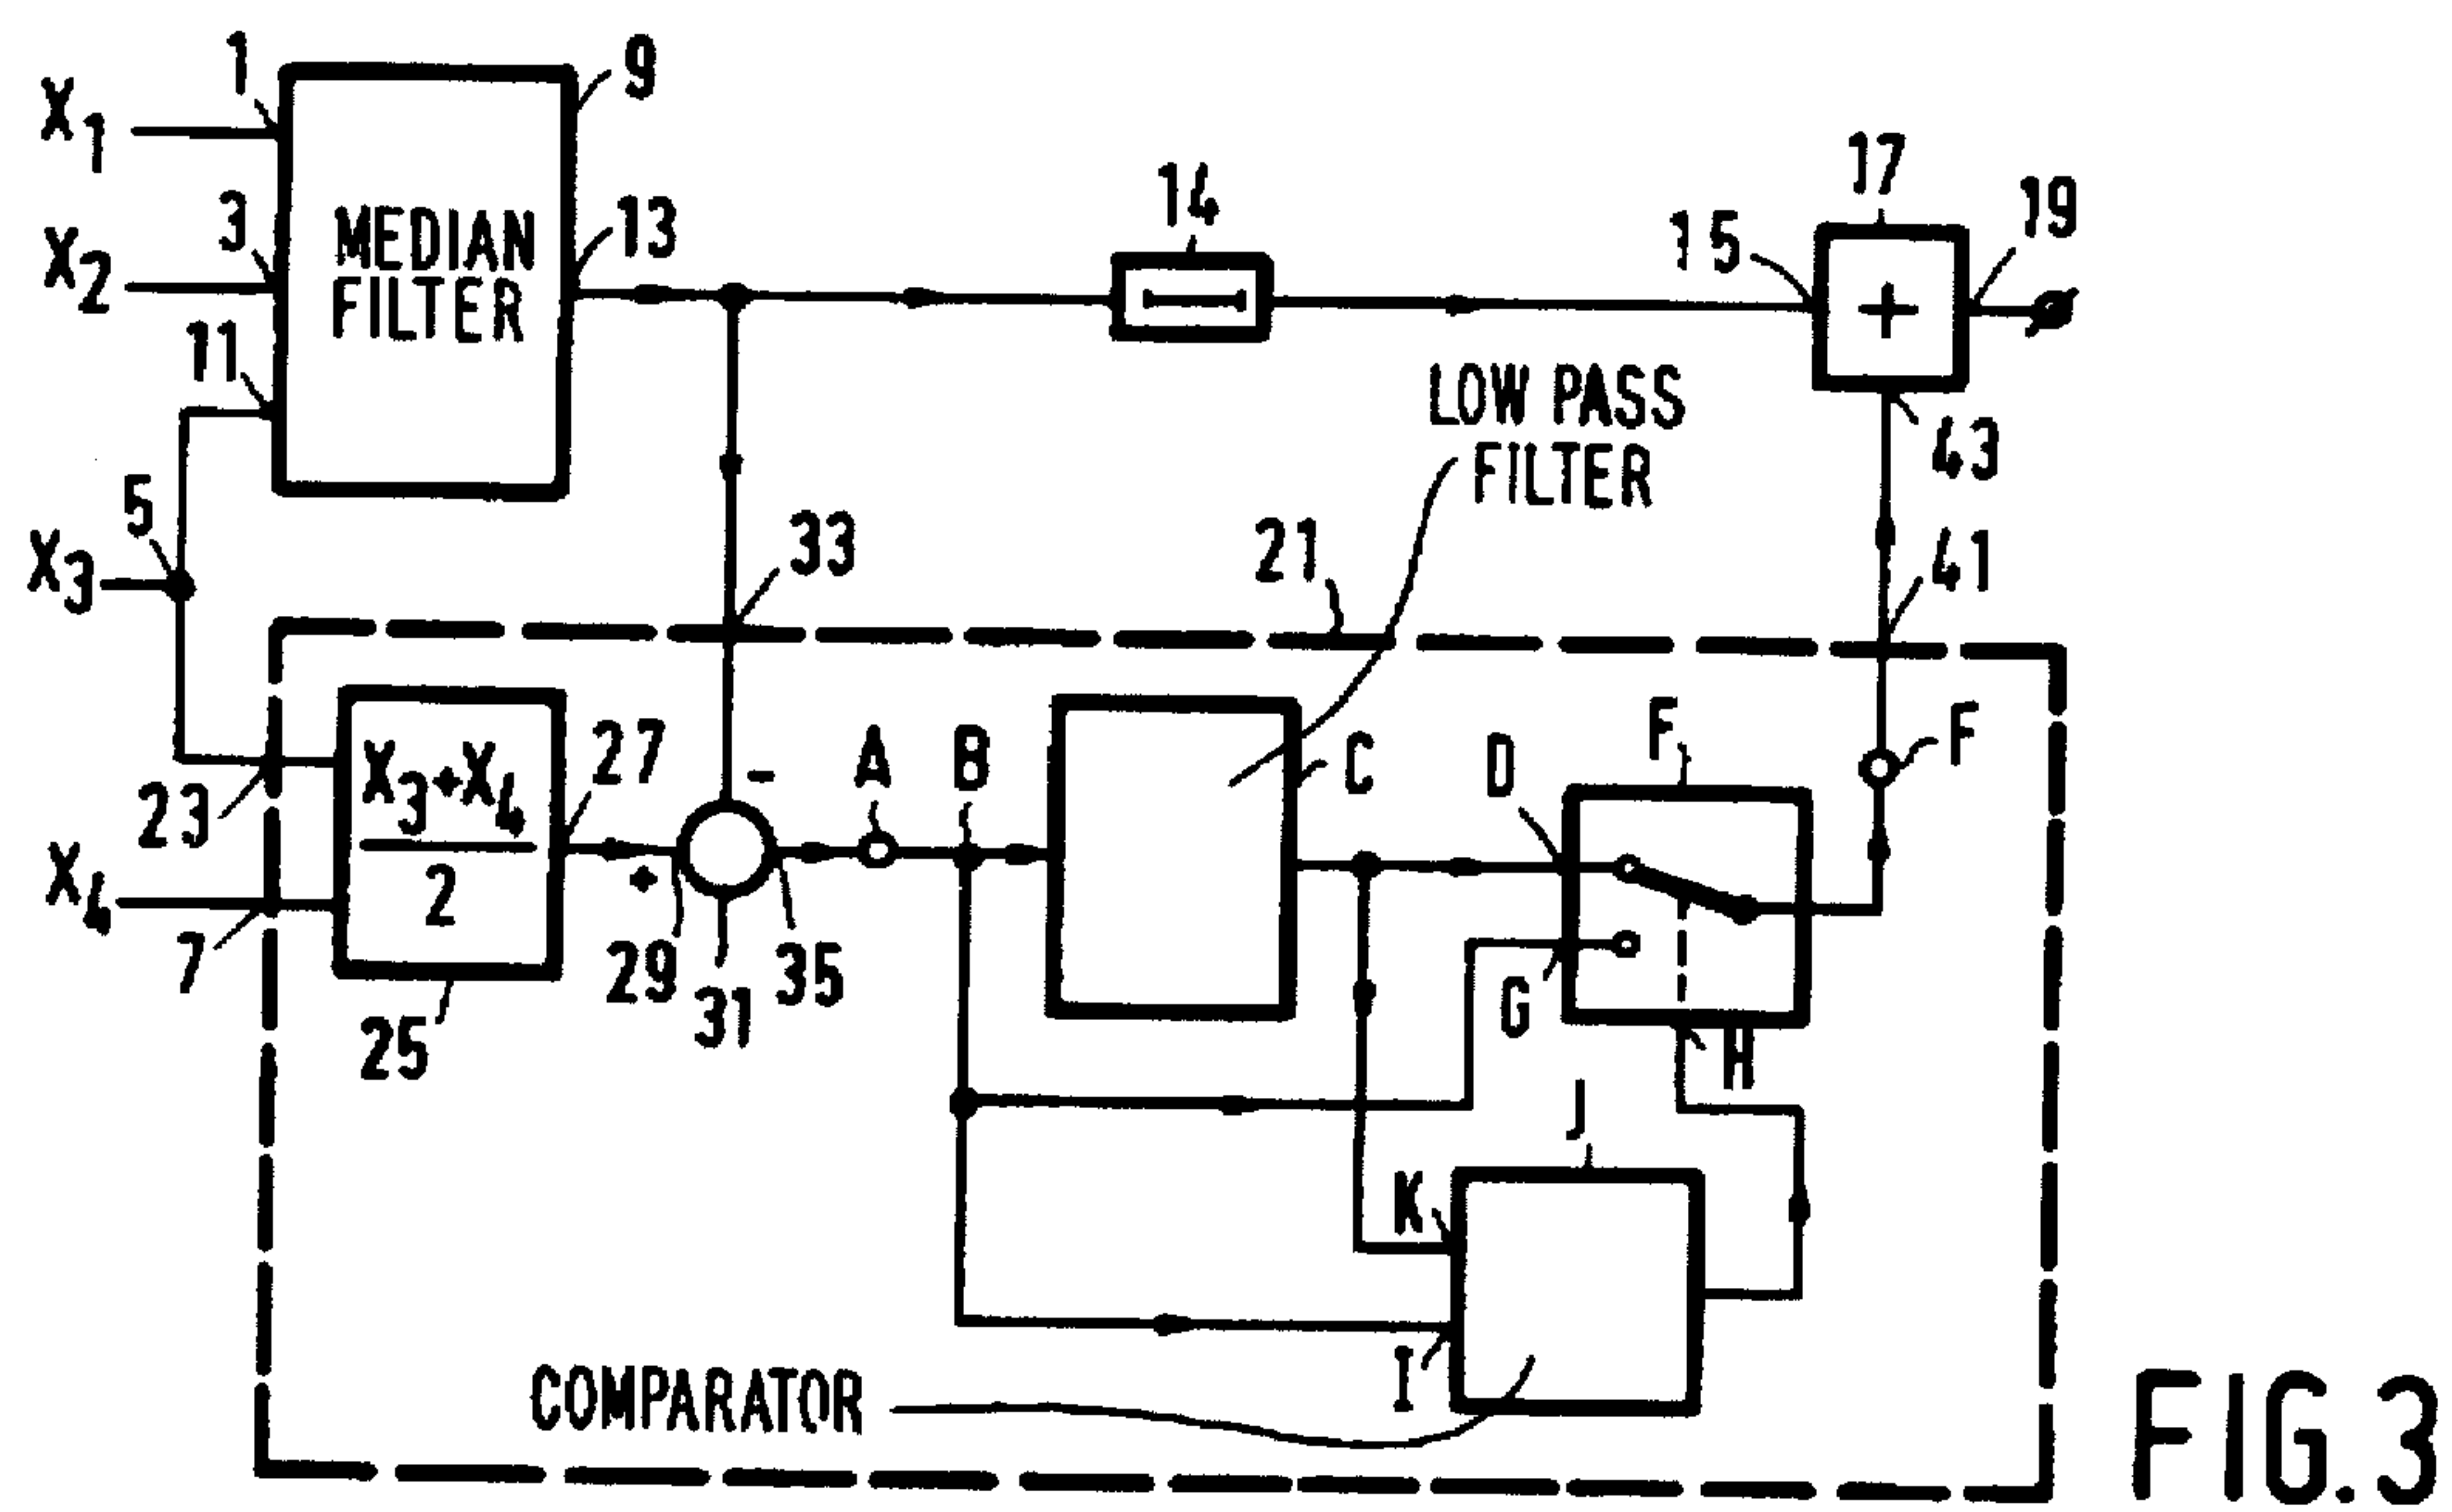 X1
1
9
X2
3
MEDIAN
FILTER
13
11
14
15
17
19
43
LOW PASS
FILTER
X3
5
33
21
41
23
X3+X4
2
27
-
+
A
B
C
D
F
F
X4
7
25
29
31
35
G
H
J
K
I
COMPARATOR
FIG.3